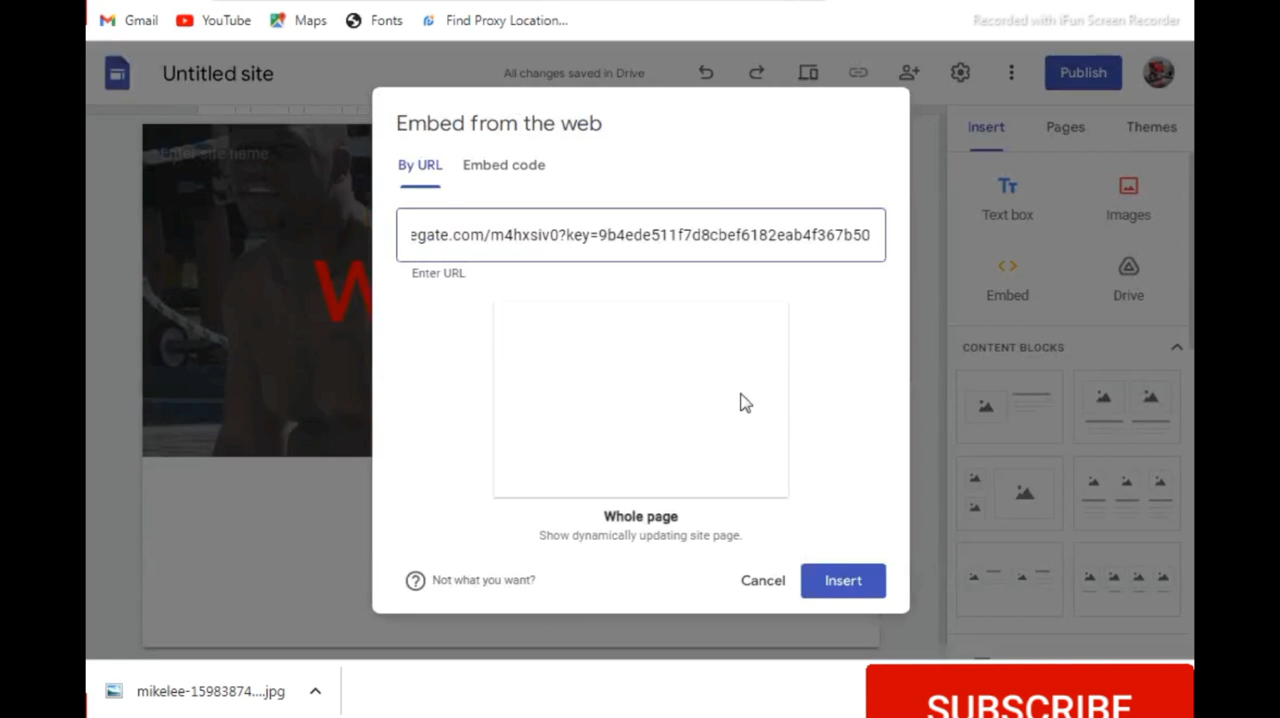 Gmail YouTube Maps Fonts Find Proxy Location...
Recorded with iFun Screen Recorder
Untitled site All changes saved in Drive Publish
Embed from the web
Insert Pages Themes
By URL Embed code
Enter site name
Text box Images
egate.com/m4hxsiv0?key=9b4ede511f7d8cbef6182eab4f367b50
Enter URL
W
Embed Drive
CONTENT BLOCKS
Whole page
Show dynamically updating site page.
Not what you want? Cancel Insert
mikelee-15983874....jpg
SUBSCRIBE